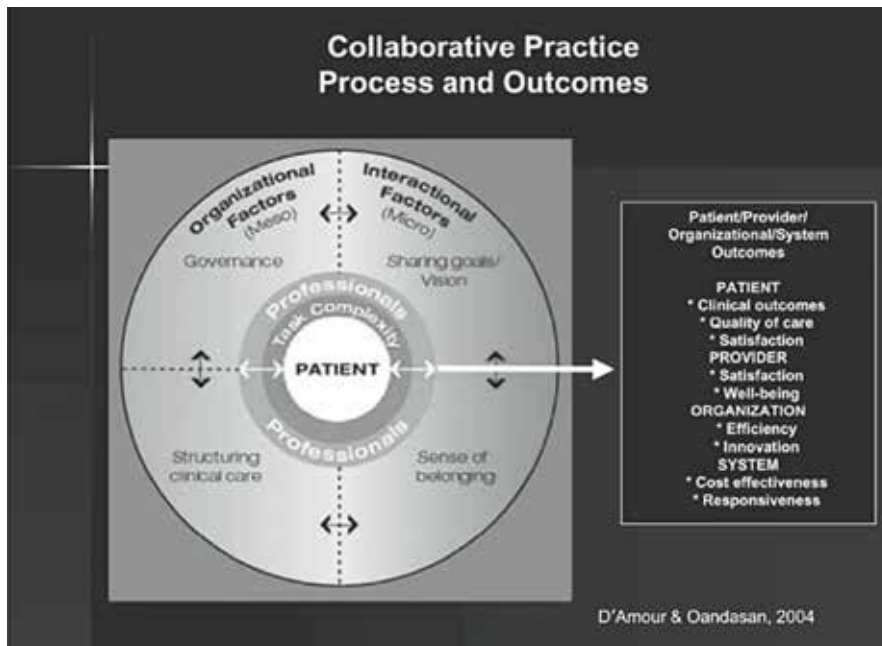 Collaborative Practice
Process and Outcomes
Organizational
Factors
(Meso)
Interactional
Factors
(Micro)
Governance
Sharing goals/
Vision
Professionals
Task Complexity
PATIENT
Professionals
Structuring
clinical care
Sense of
belonging
Patient/Provider/
Organizational/System
Outcomes
PATIENT
* Clinical outcomes
* Quality of care
* Satisfaction
PROVIDER
* Satisfaction
* Well-being
ORGANIZATION
* Efficiency
* Innovation
SYSTEM
* Cost effectiveness
* Responsiveness
D'Amour & Oandasan, 2004